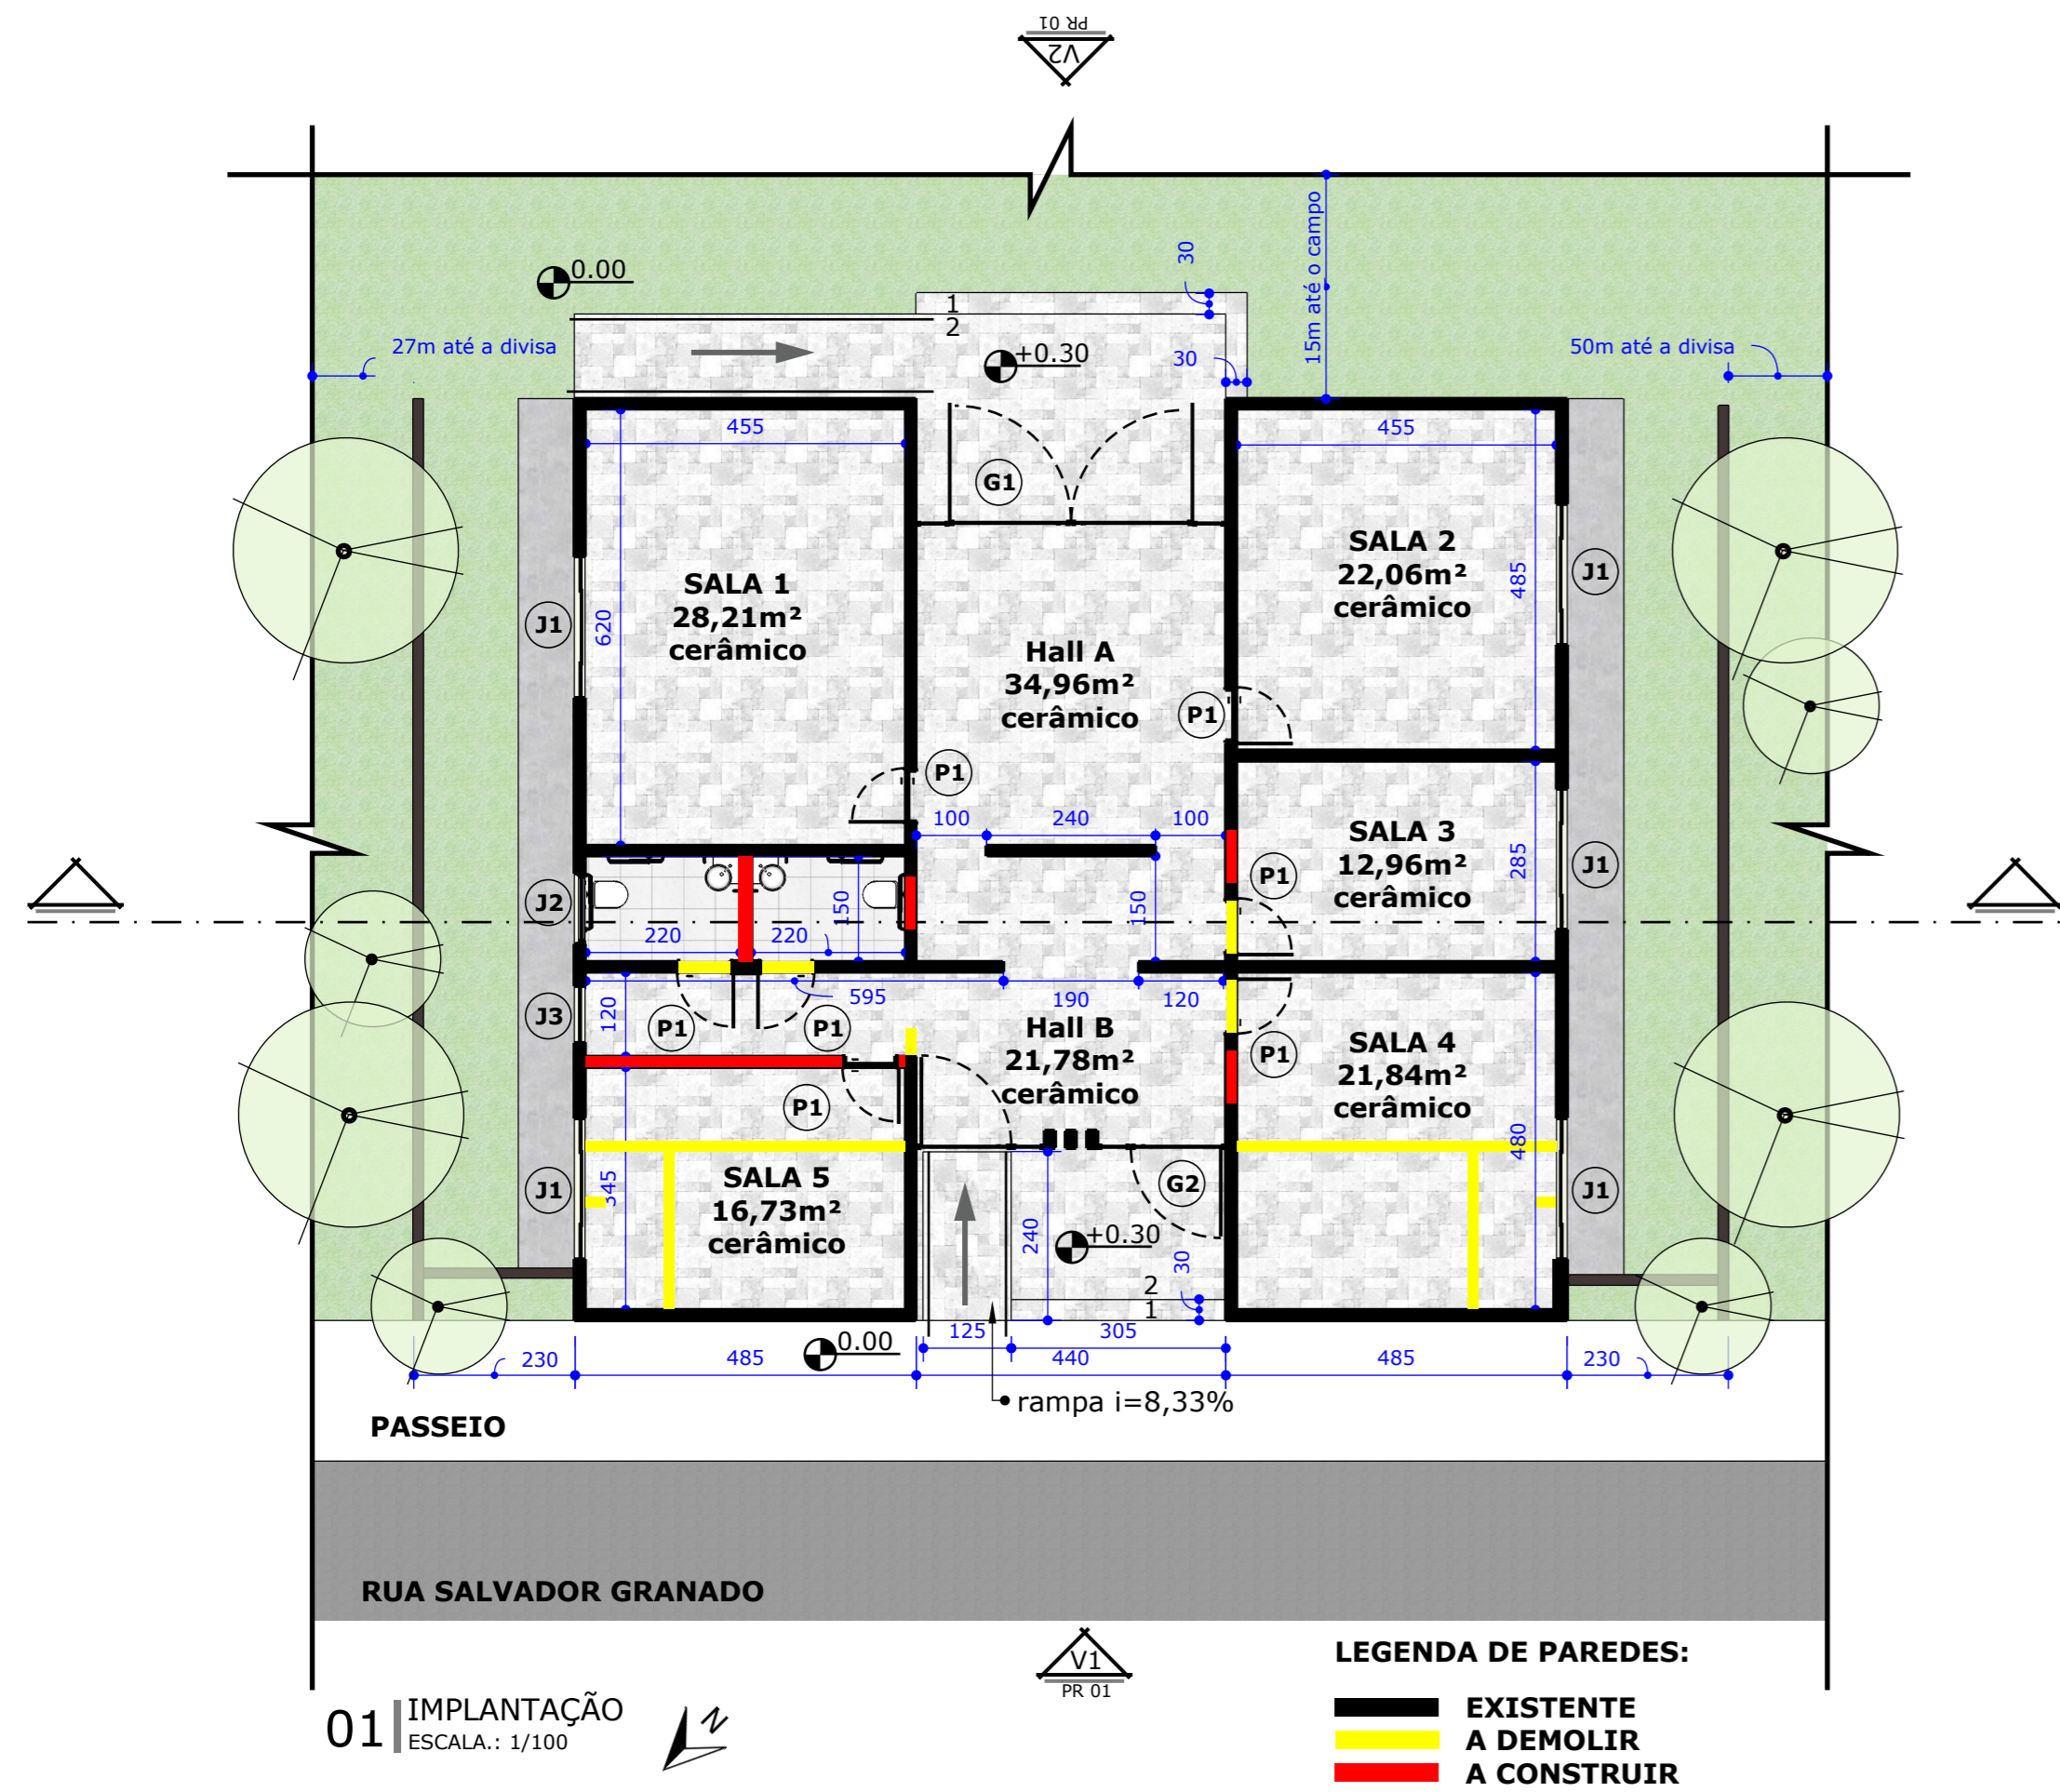 PR 01
V2
15m até o campo
30
0.00
1
2
27m até a divisa
+0.30
30
50m até a divisa
455
455
G1
SALA 1
28,21m²
cerâmico
620
J1
SALA 2
22,06m²
cerâmico
485
J1
Hall A
34,96m²
cerâmico
P1
P1
100
240
100
SALA 3
12,96m²
cerâmico
285
J1
P1
J2
150
150
220
220
595
190
120
J3
120
P1
P1
Hall B
21,78m²
cerâmico
P1
SALA 4
21,84m²
cerâmico
480
P1
J1
345
SALA 5
16,73m²
cerâmico
G2
J1
240
+0.30
30
2
1
0.00
125
305
230
485
440
485
230
rampa i=8,33%
PASSEIO
RUA SALVADOR GRANADO
V1
PR 01
LEGENDA DE PAREDES:
EXISTENTE
A DEMOLIR
A CONSTRUIR
01
IMPLANTAÇÃO
ESCALA.: 1/100
N